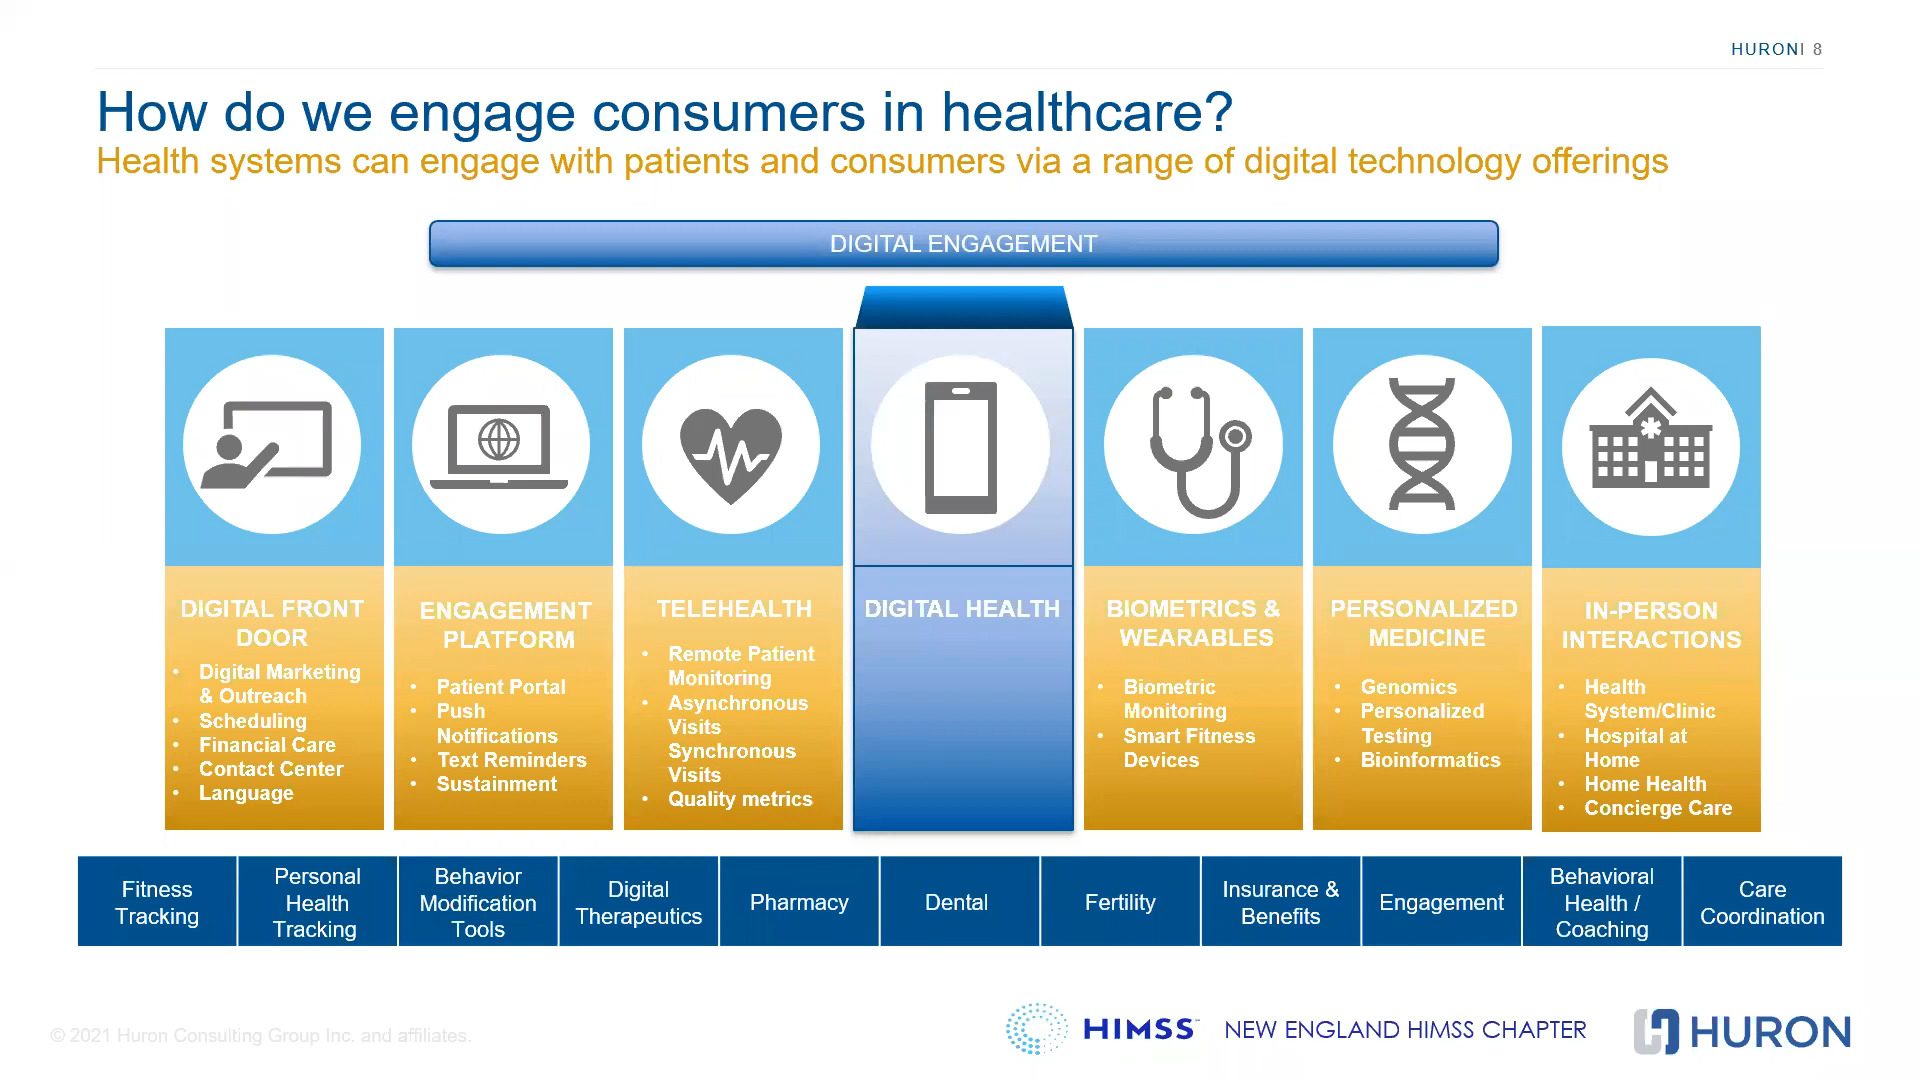 HURON| 8
How do we engage consumers in healthcare?
Health systems can engage with patients and consumers via a range of digital technology offerings
DIGITAL ENGAGEMENT
DIGITAL FRONT
DOOR
• Digital Marketing
& Outreach
• Scheduling
• Financial Care
• Contact Center
• Language
ENGAGEMENT
PLATFORM
• Patient Portal
• Push
Notifications
• Text Reminders
• Sustainment
TELEHEALTH
• Remote Patient
Monitoring
• Asynchronous
Visits
Synchronous
Visits
• Quality metrics
DIGITAL HEALTH
BIOMETRICS &
WEARABLES
• Biometric
Monitoring
• Smart Fitness
Devices
PERSONALIZED
MEDICINE
• Genomics
• Personalized
Testing
• Bioinformatics
IN-PERSON
INTERACTIONS
• Health
System/Clinic
• Hospital at
Home
• Home Health
• Concierge Care
Fitness
Tracking
Personal
Health
Tracking
Behavior
Modification
Tools
Digital
Therapeutics
Pharmacy
Dental
Fertility
Insurance &
Benefits
Engagement
Behavioral
Health /
Coaching
Care
Coordination
© 2021 Huron Consulting Group Inc. and affiliates.
HIMSS
NEW ENGLAND HIMSS CHAPTER
HURON